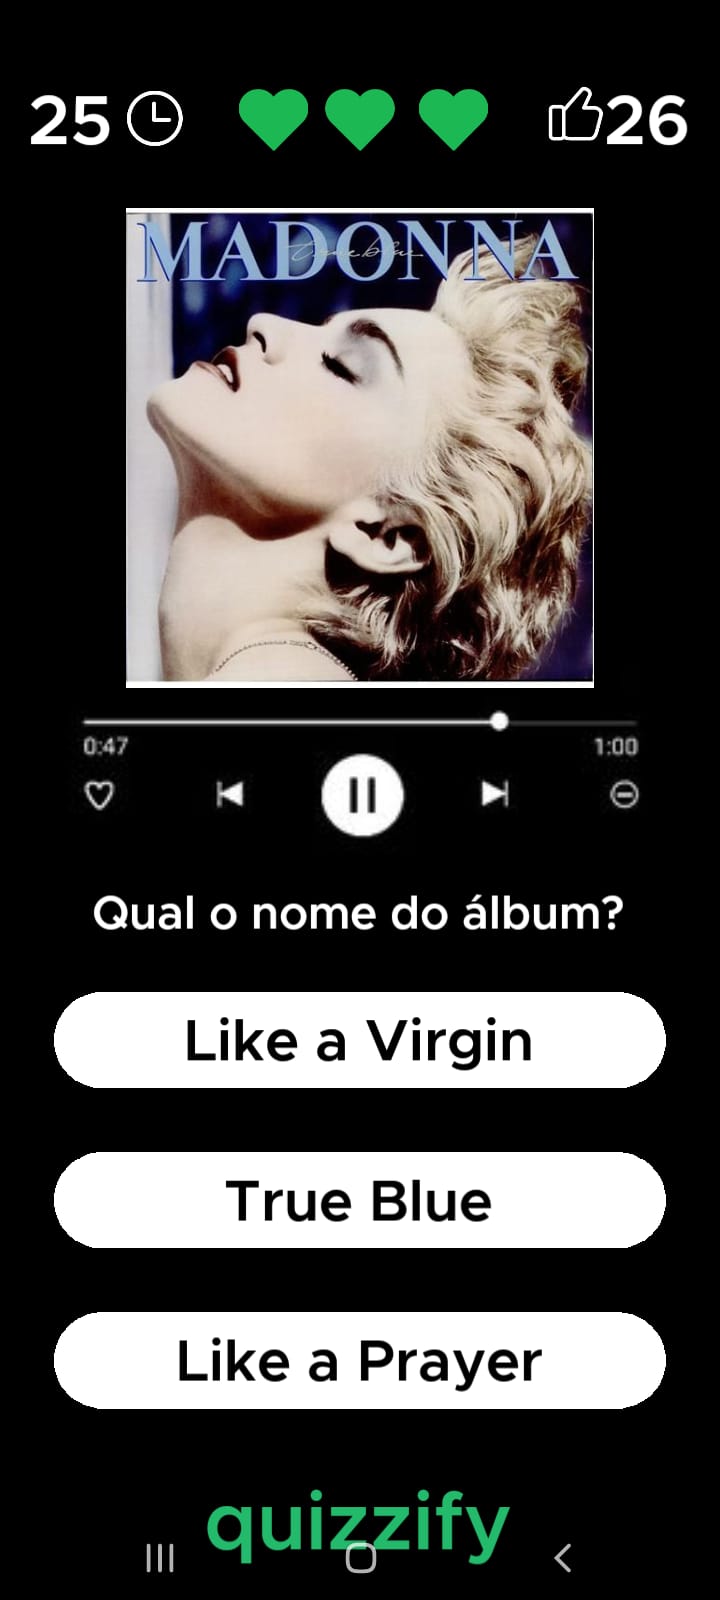 25 26
MADONNA
true blue
0:47 1:00
Qual o nome do álbum?
Like a Virgin
True Blue
Like a Prayer
quizzify